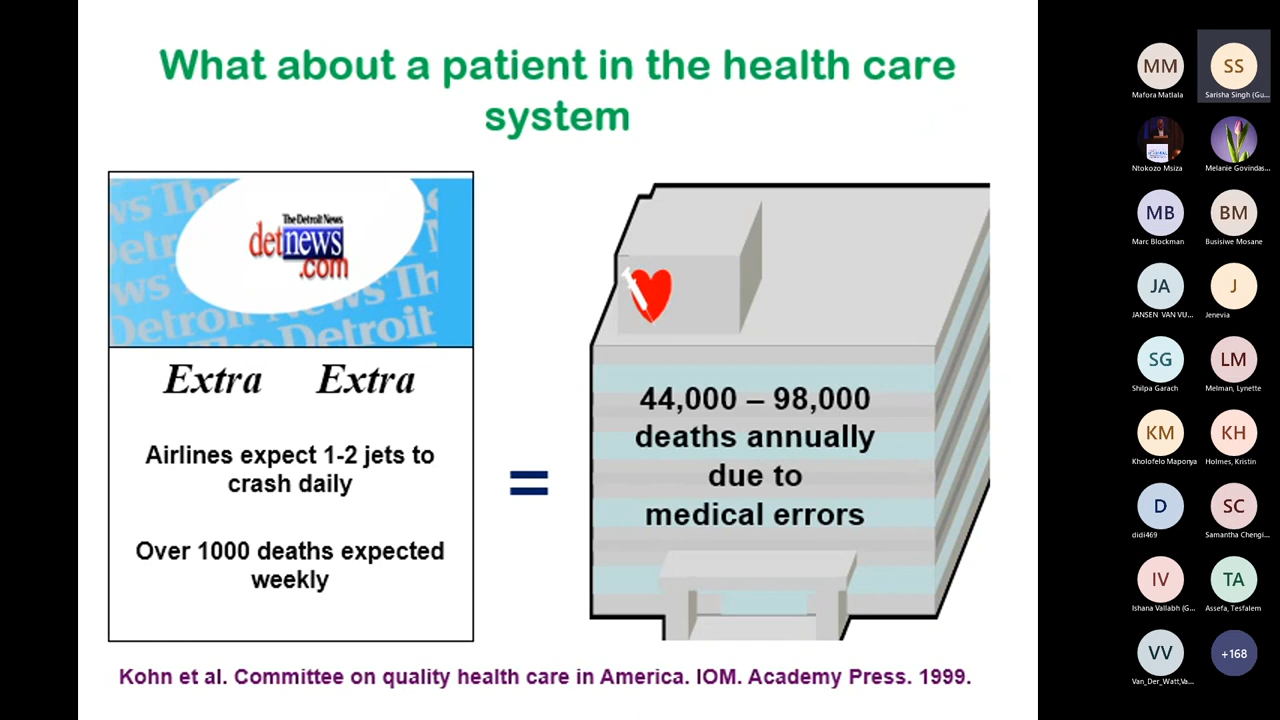 What about a patient in the health care
system
The Detroit News
detnews
.com
Extra Extra
Airlines expect 1-2 jets to
crash daily
Over 1000 deaths expected
weekly
=
44,000 – 98,000
deaths annually
due to
medical errors
Kohn et al. Committee on quality health care in America. IOM. Academy Press. 1999.
MM
Mafora Matlala
SS
Sarisha Singh (Gu...
Ntokozo Msiza
Melanie Govindas...
MB
Marc Blockman
BM
Busisiwe Mosane
JA
JANSEN VAN VU...
J
Jenevia
SG
Shilpa Garach
LM
Melman, Lynette
KM
Kholofelo Maponya
KH
Holmes, Kristin
D
didi469
SC
Samantha Chengi...
IV
Ishana Vallabh (G...
TA
Assefa, Tesfalem
VV
Van_Der_Watt,Va...
+168